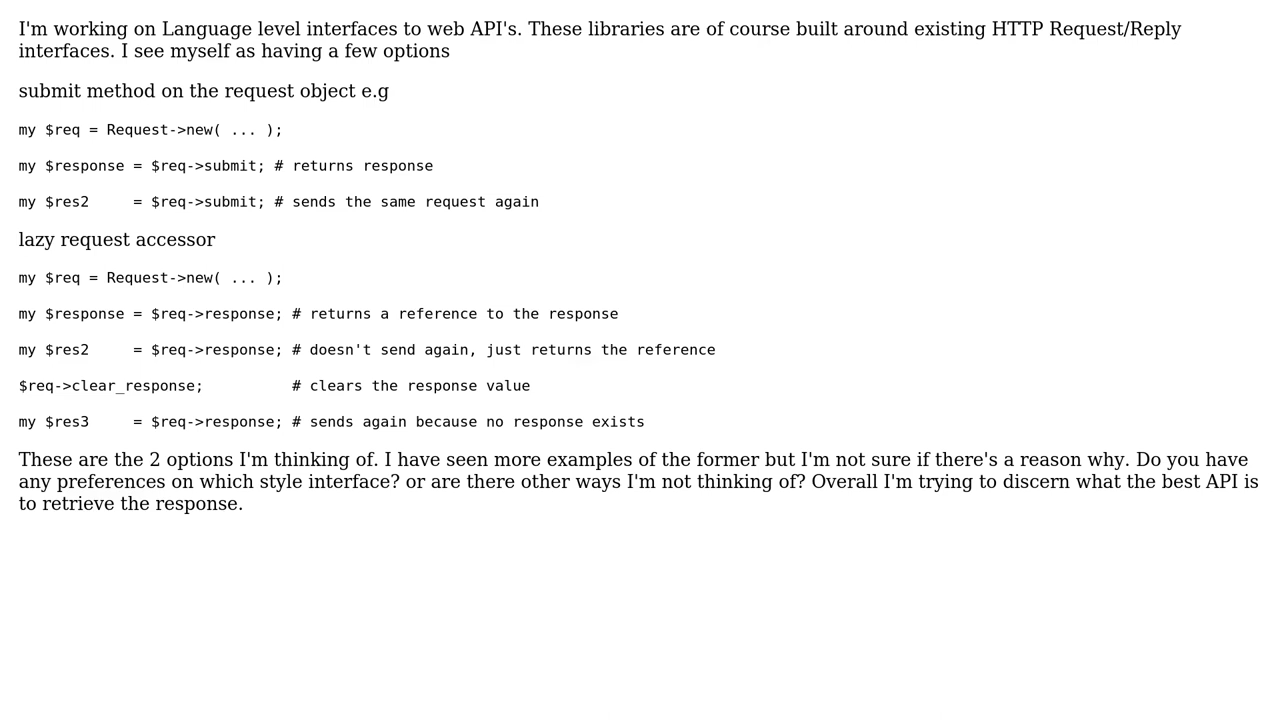 I'm working on Language level interfaces to web API's. These libraries are of course built around existing HTTP Request/Reply
interfaces. I see myself as having a few options
submit method on the request object e.g
my $req = Request->new( ... );
my $response = $req->submit; # returns response
my $res2     = $req->submit; # sends the same request again
lazy request accessor
my $req = Request->new( ... );
my $response = $req->response; # returns a reference to the response
my $res2     = $req->response; # doesn't send again, just returns the reference
$req->clear_response;          # clears the response value
my $res3     = $req->response; # sends again because no response exists
These are the 2 options I'm thinking of. I have seen more examples of the former but I'm not sure if there's a reason why. Do you have
any preferences on which style interface? or are there other ways I'm not thinking of? Overall I'm trying to discern what the best API is
to retrieve the response.